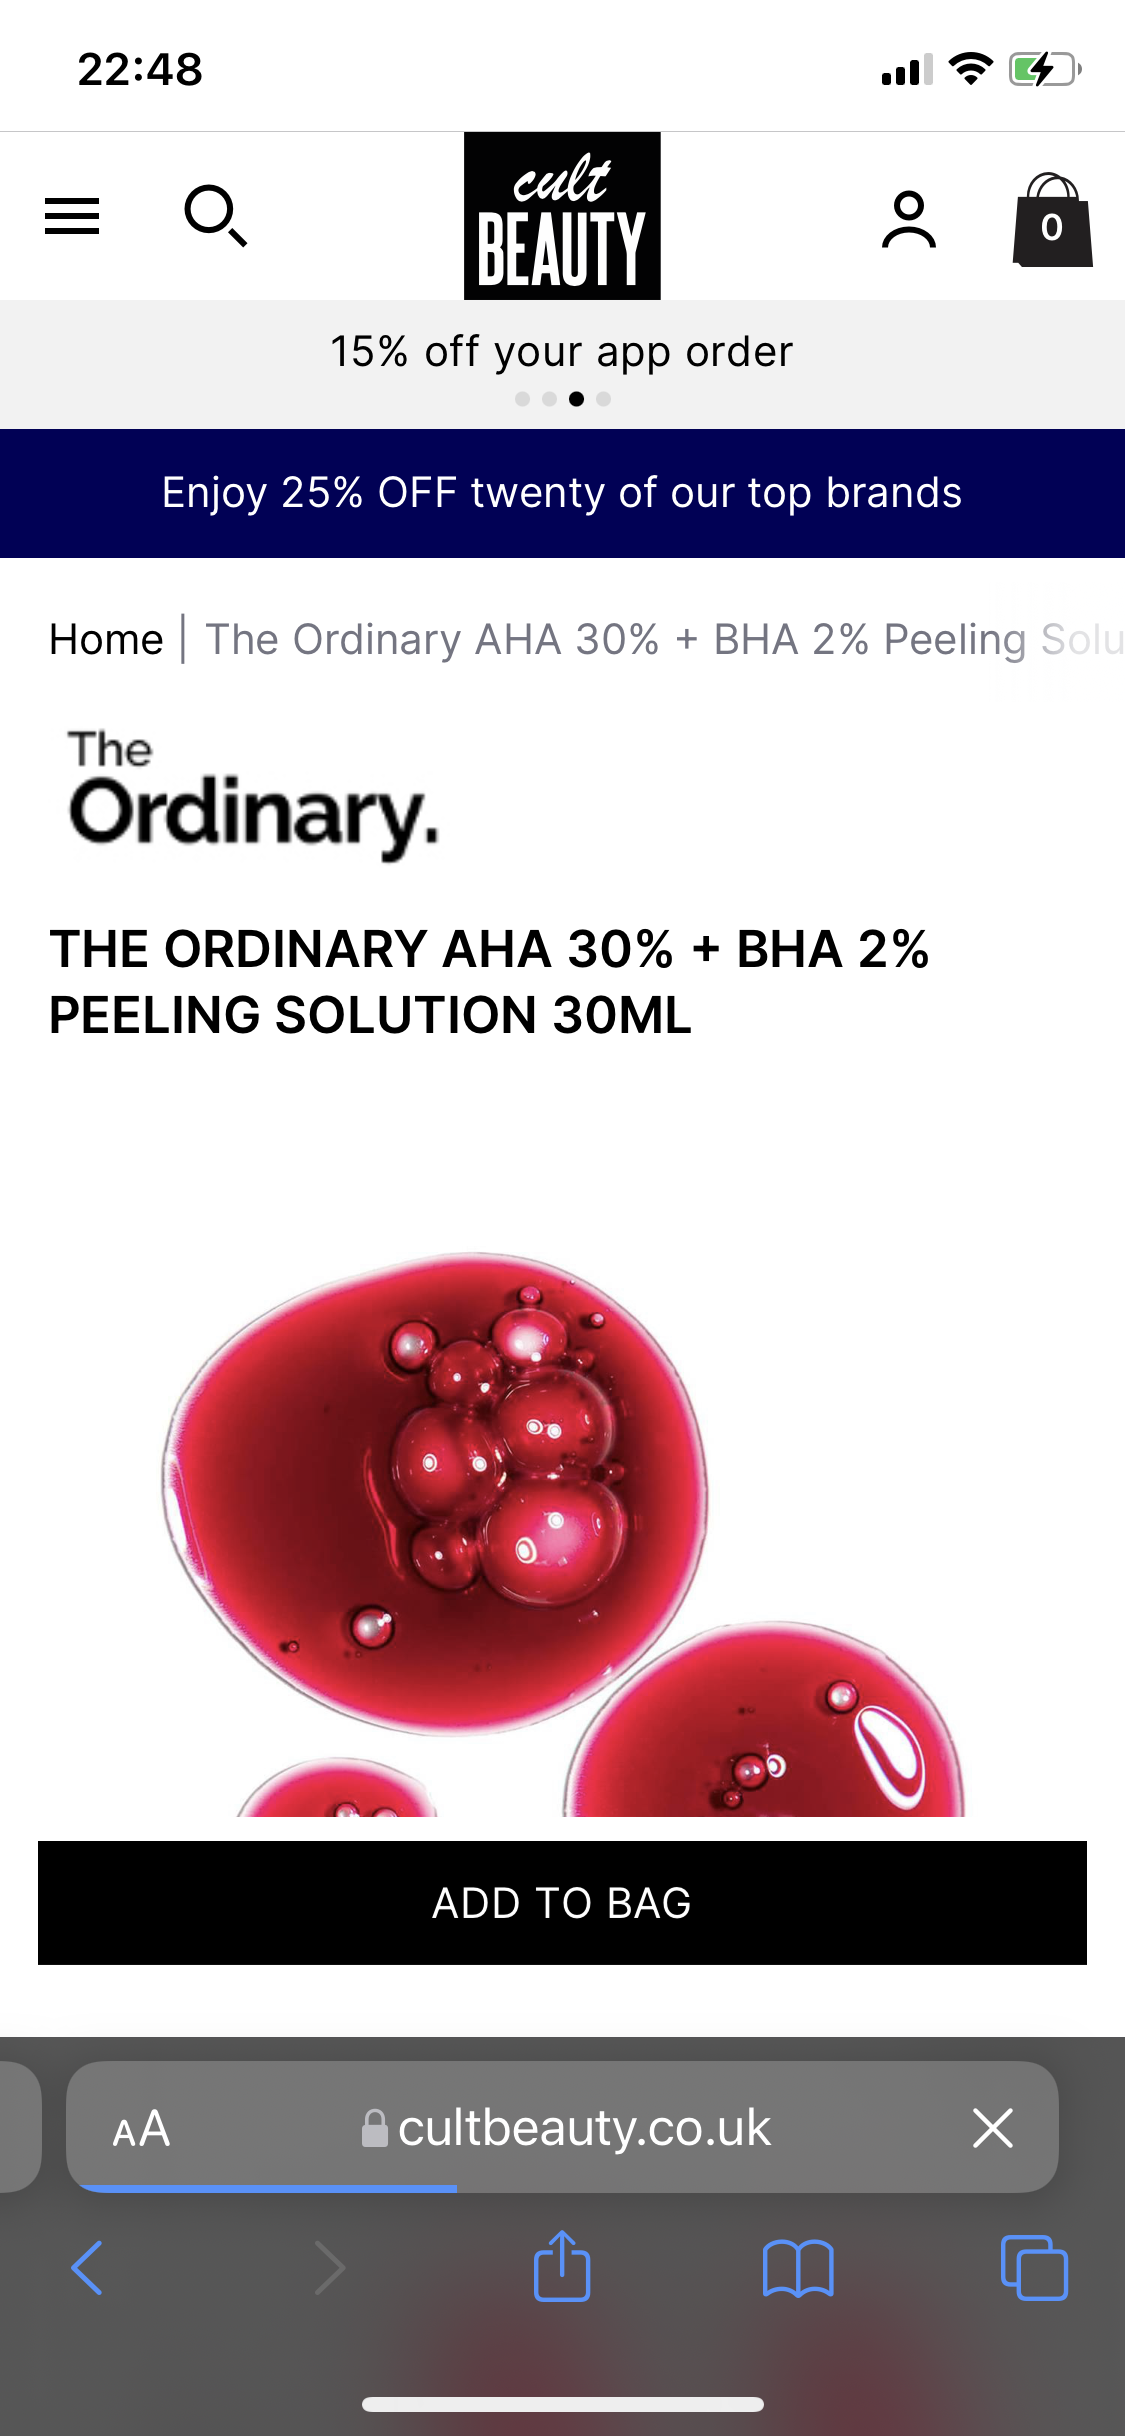 22:48
cult
BEAUTY
0
15% off your app order
Enjoy 25% OFF twenty of our top brands
Home | The Ordinary AHA 30% + BHA 2% Peeling Solu
The
Ordinary.
THE ORDINARY AHA 30% + BHA 2%
PEELING SOLUTION 30ML
ADD TO BAG
AA cultbeauty.co.uk